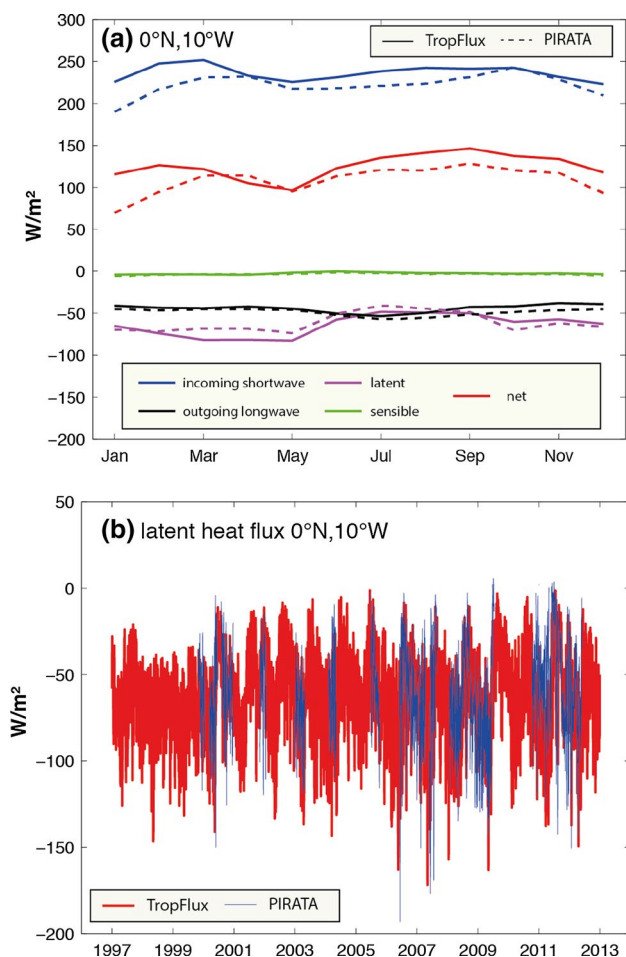 300
(a) 0°N,10°W
TropFlux PIRATA
250
200
150
100
W/m²
50
0
−50
−100
incoming shortwave latent net
outgoing longwave sensible
−150
−200
Jan Mar May Jul Sep Nov
50
(b) latent heat flux 0°N,10°W
0
−50
W/m²
−100
−150
TropFlux PIRATA
−200
1997 1999 2001 2003 2005 2007 2009 2011 2013